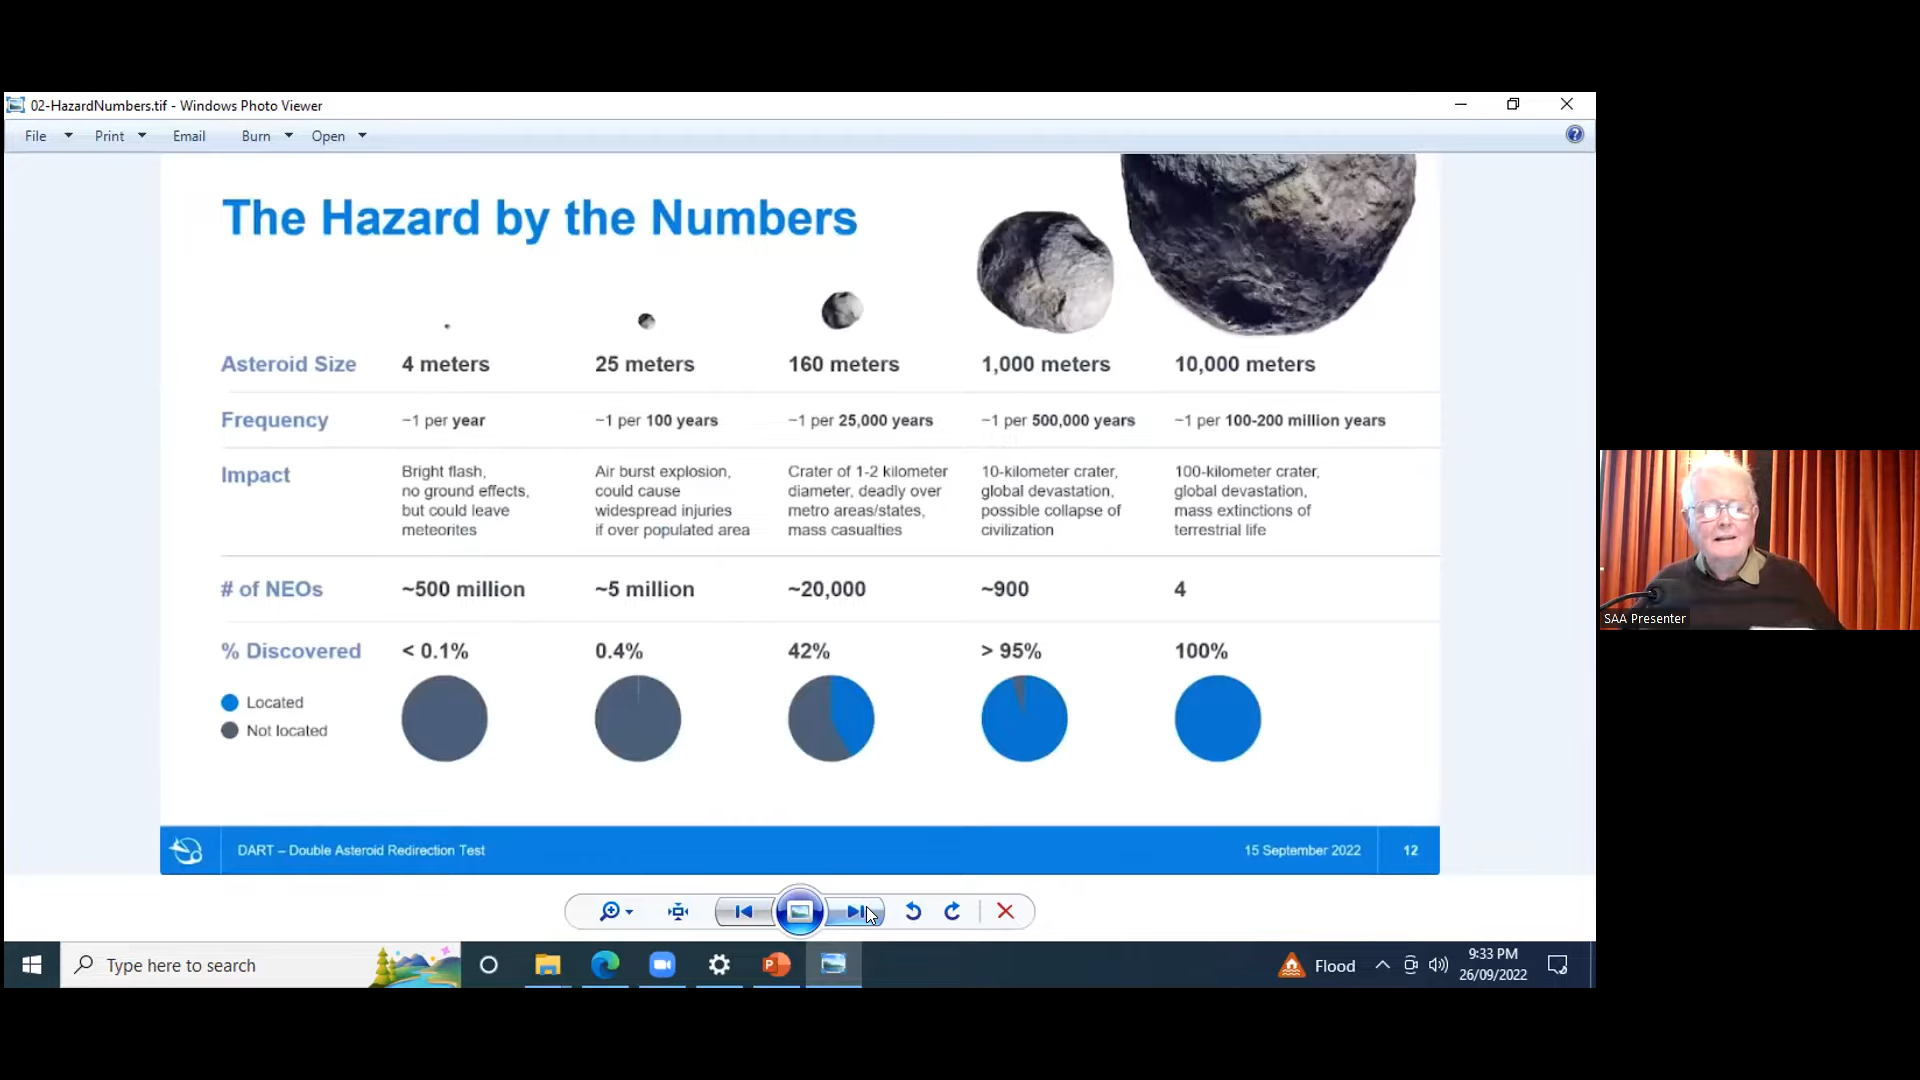 02-HazardNumbers.tif - Windows Photo Viewer
File Print Email Burn Open
The Hazard by the Numbers
Asteroid Size 4 meters 25 meters 160 meters 1,000 meters 10,000 meters
Frequency ~1 per year ~1 per 100 years ~1 per 25,000 years ~1 per 500,000 years ~1 per 100-200 million years
Impact
Bright flash,
no ground effects,
but could leave
meteorites
Air burst explosion,
could cause
widespread injuries
if over populated area
Crater of 1-2 kilometer
diameter, deadly over
metro areas/states,
mass casualties
10-kilometer crater,
global devastation,
possible collapse of
civilization
100-kilometer crater,
global devastation,
mass extinctions of
terrestrial life
# of NEOs ~500 million ~5 million ~20,000 ~900 4
% Discovered < 0.1% 0.4% 42% > 95% 100%
Located
Not located
DART – Double Asteroid Redirection Test 15 September 2022 12
SAA Presenter
Type here to search
Flood
9:33 PM
26/09/2022